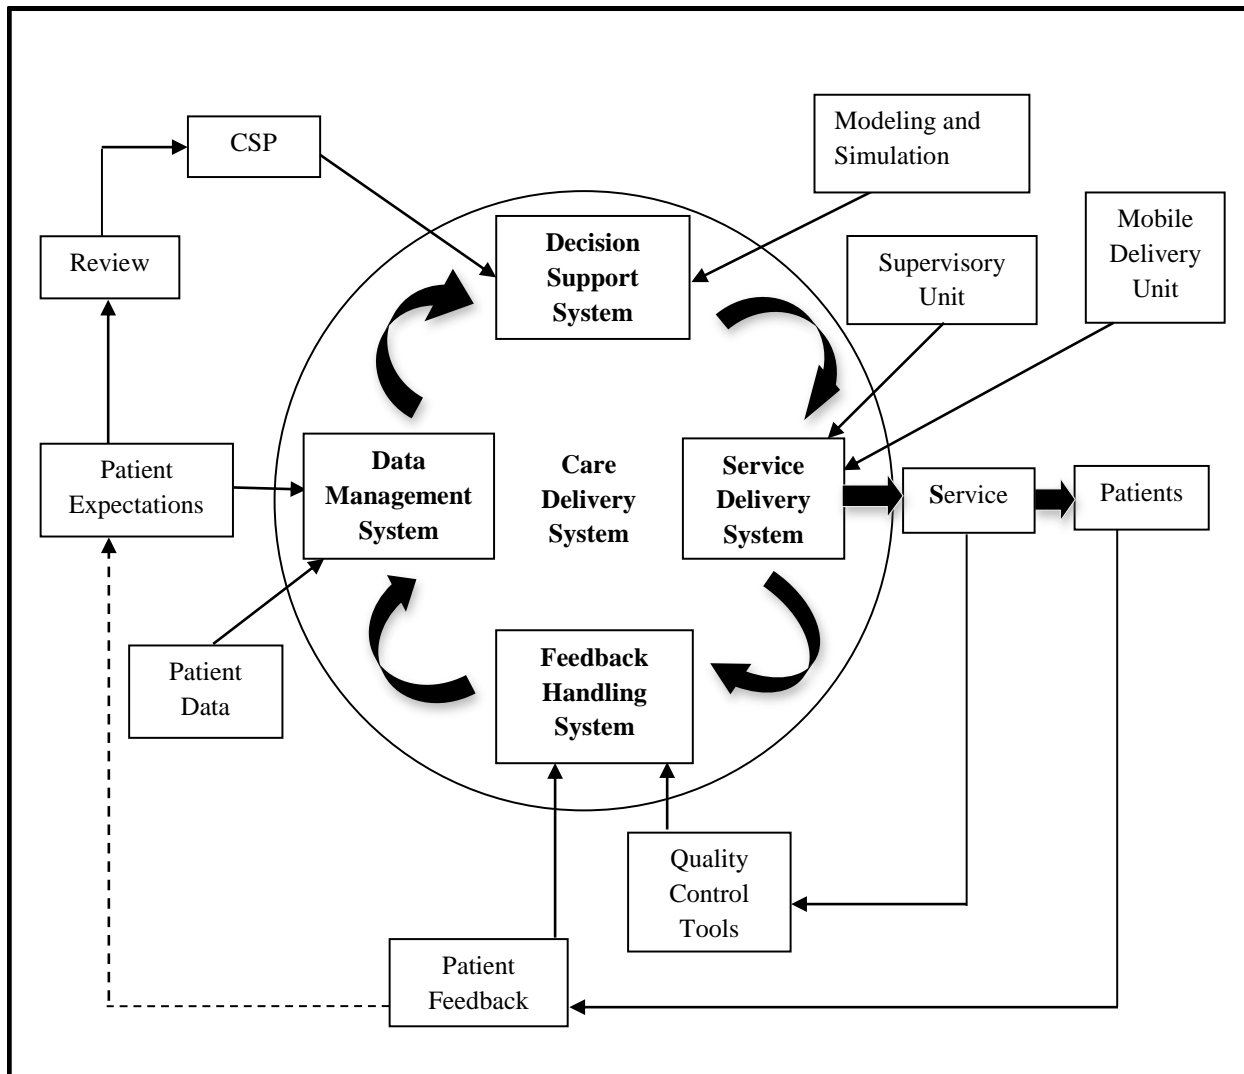 CSP
Modeling and
Simulation
Mobile
Delivery
Unit
Review
Decision
Support
System
Supervisory
Unit
Patient
Expectations
Data
Management
System
Care
Delivery
System
Service
Delivery
System
Service
Patients
Patient
Data
Feedback
Handling
System
Quality
Control
Tools
Patient
Feedback